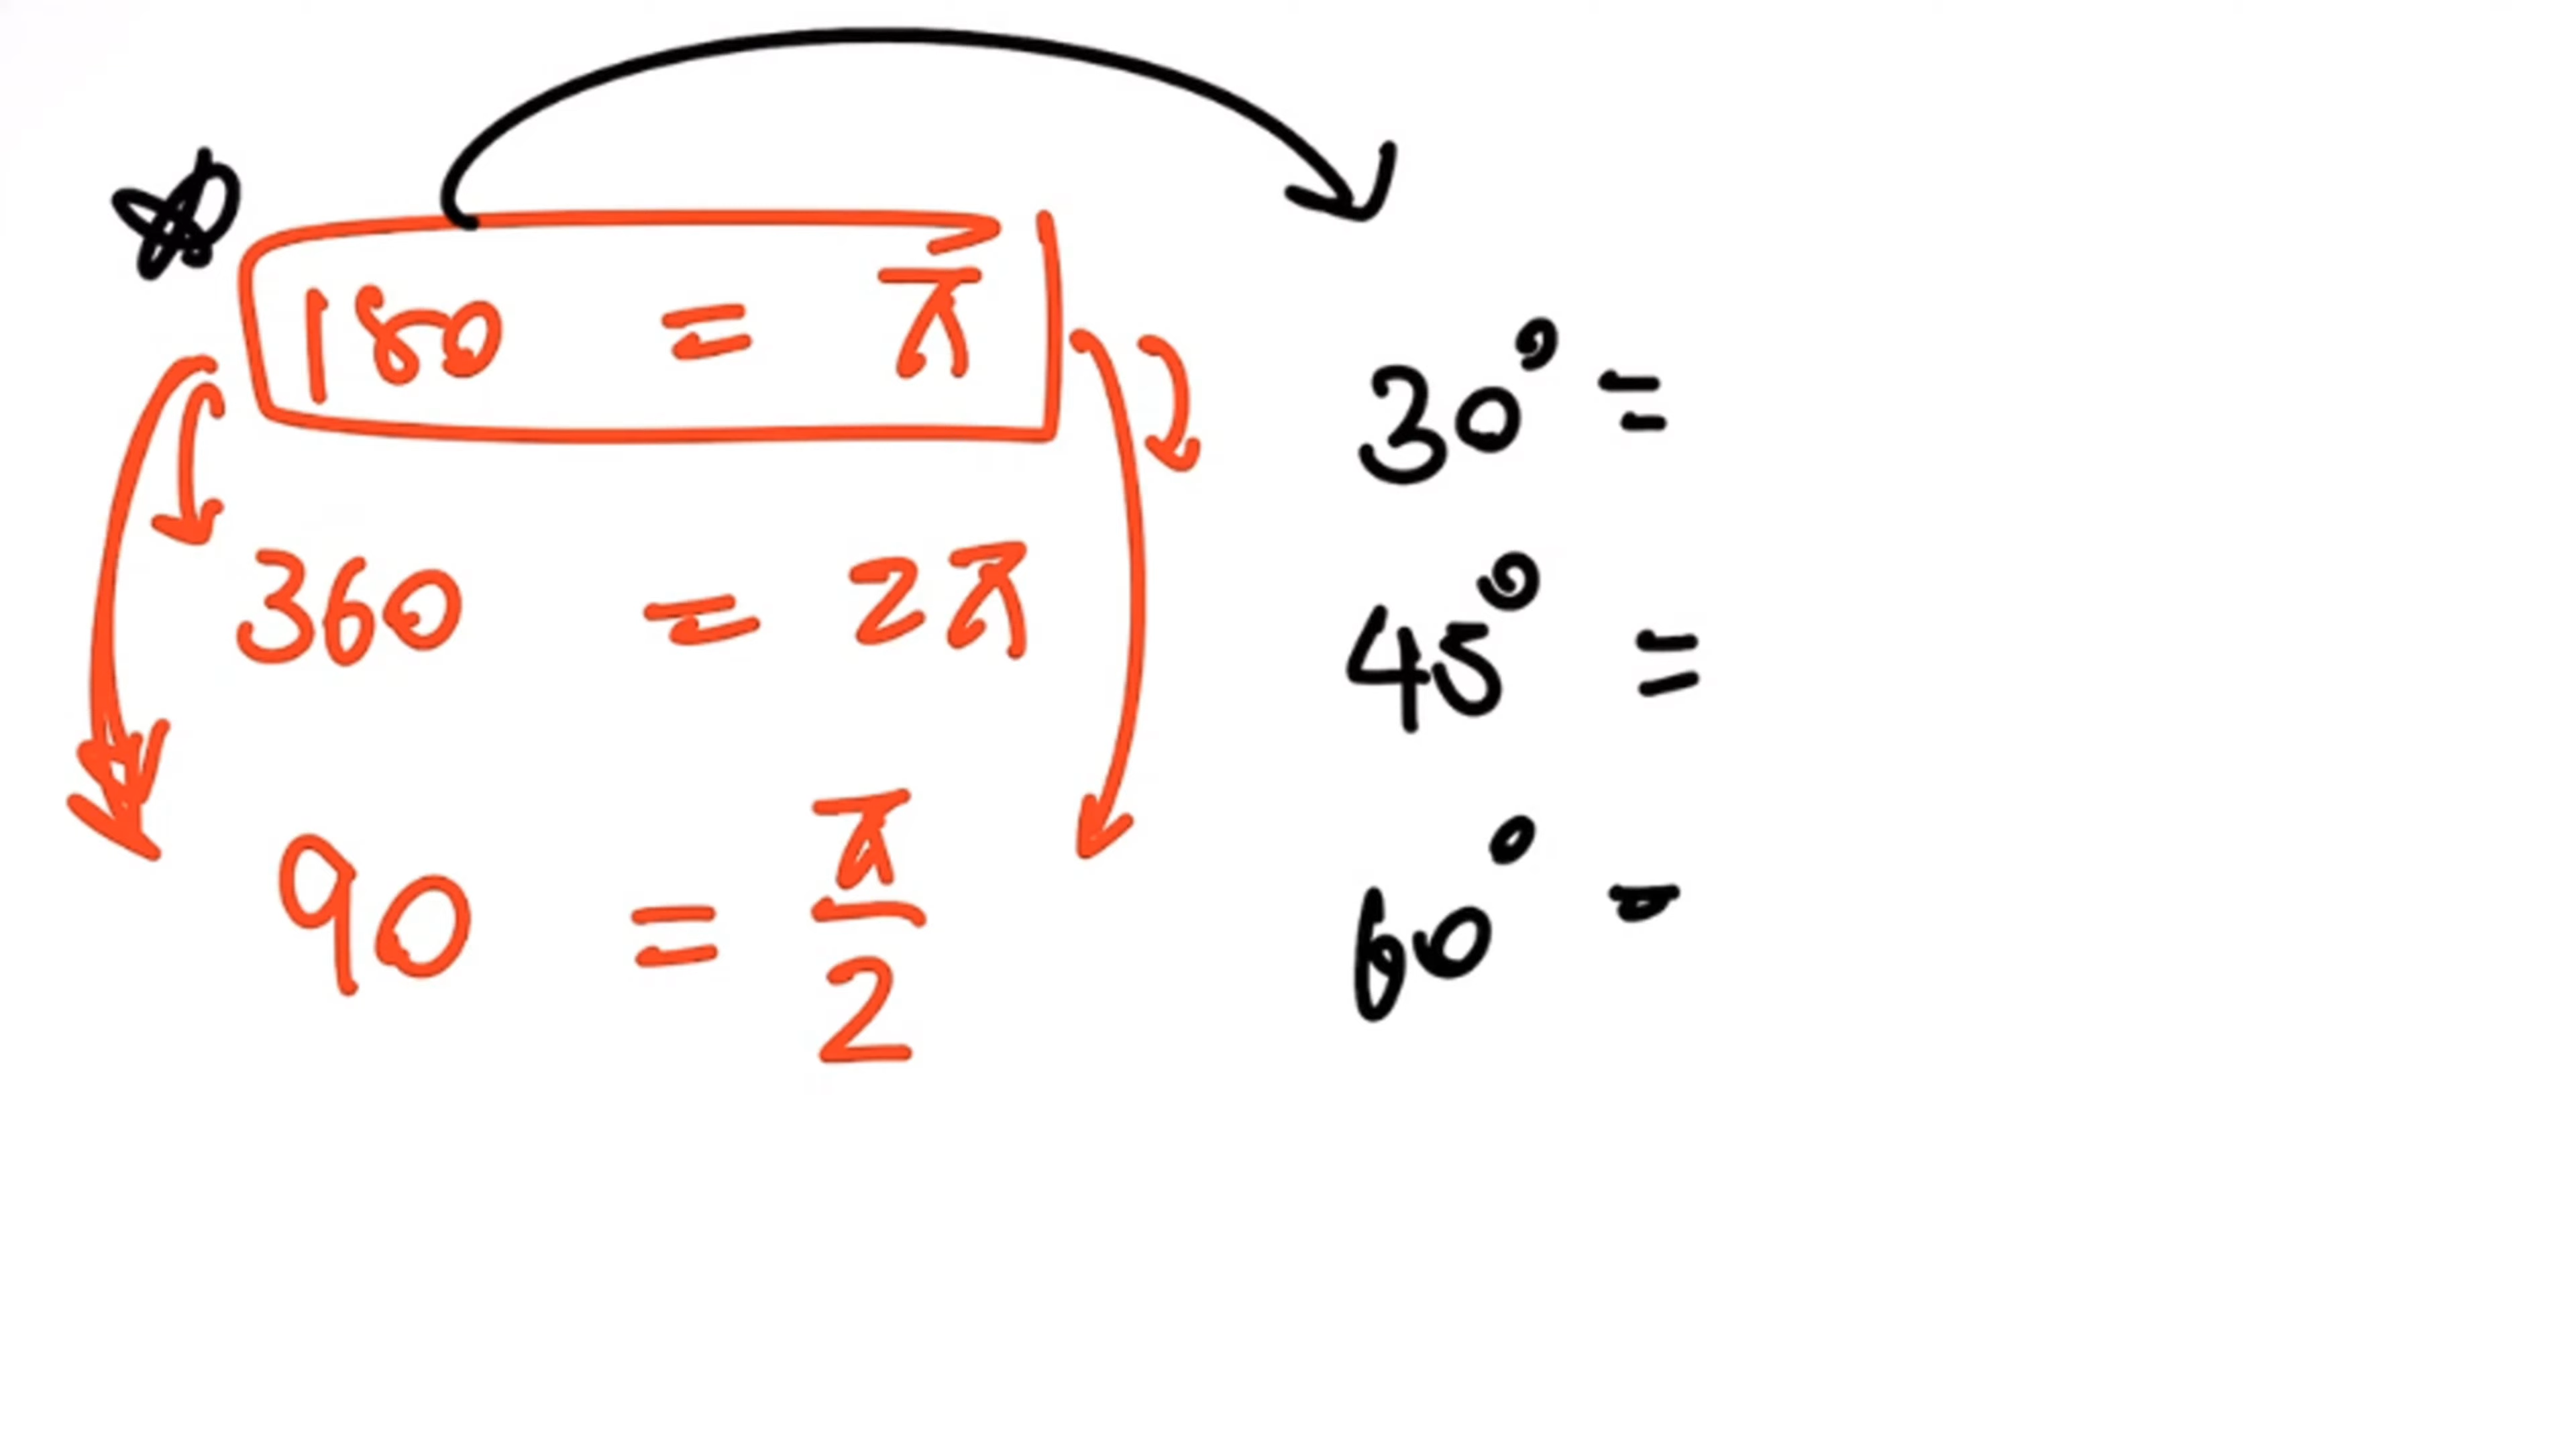 180 = π
360 = 2π
90 = π/2
30° =
45° =
60° =